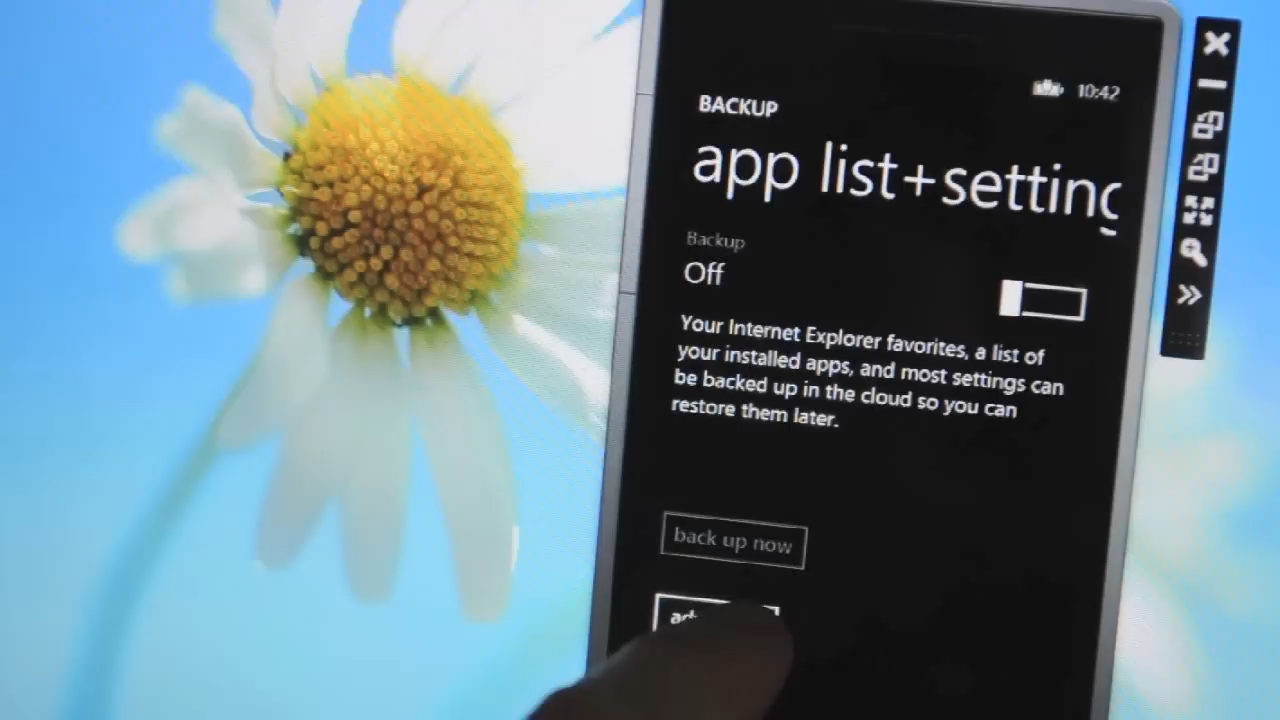 10:42
BACKUP
app list+setting
Backup
Off
Your Internet Explorer favorites, a list of
your installed apps, and most settings can
be backed up in the cloud so you can
restore them later.
back up now